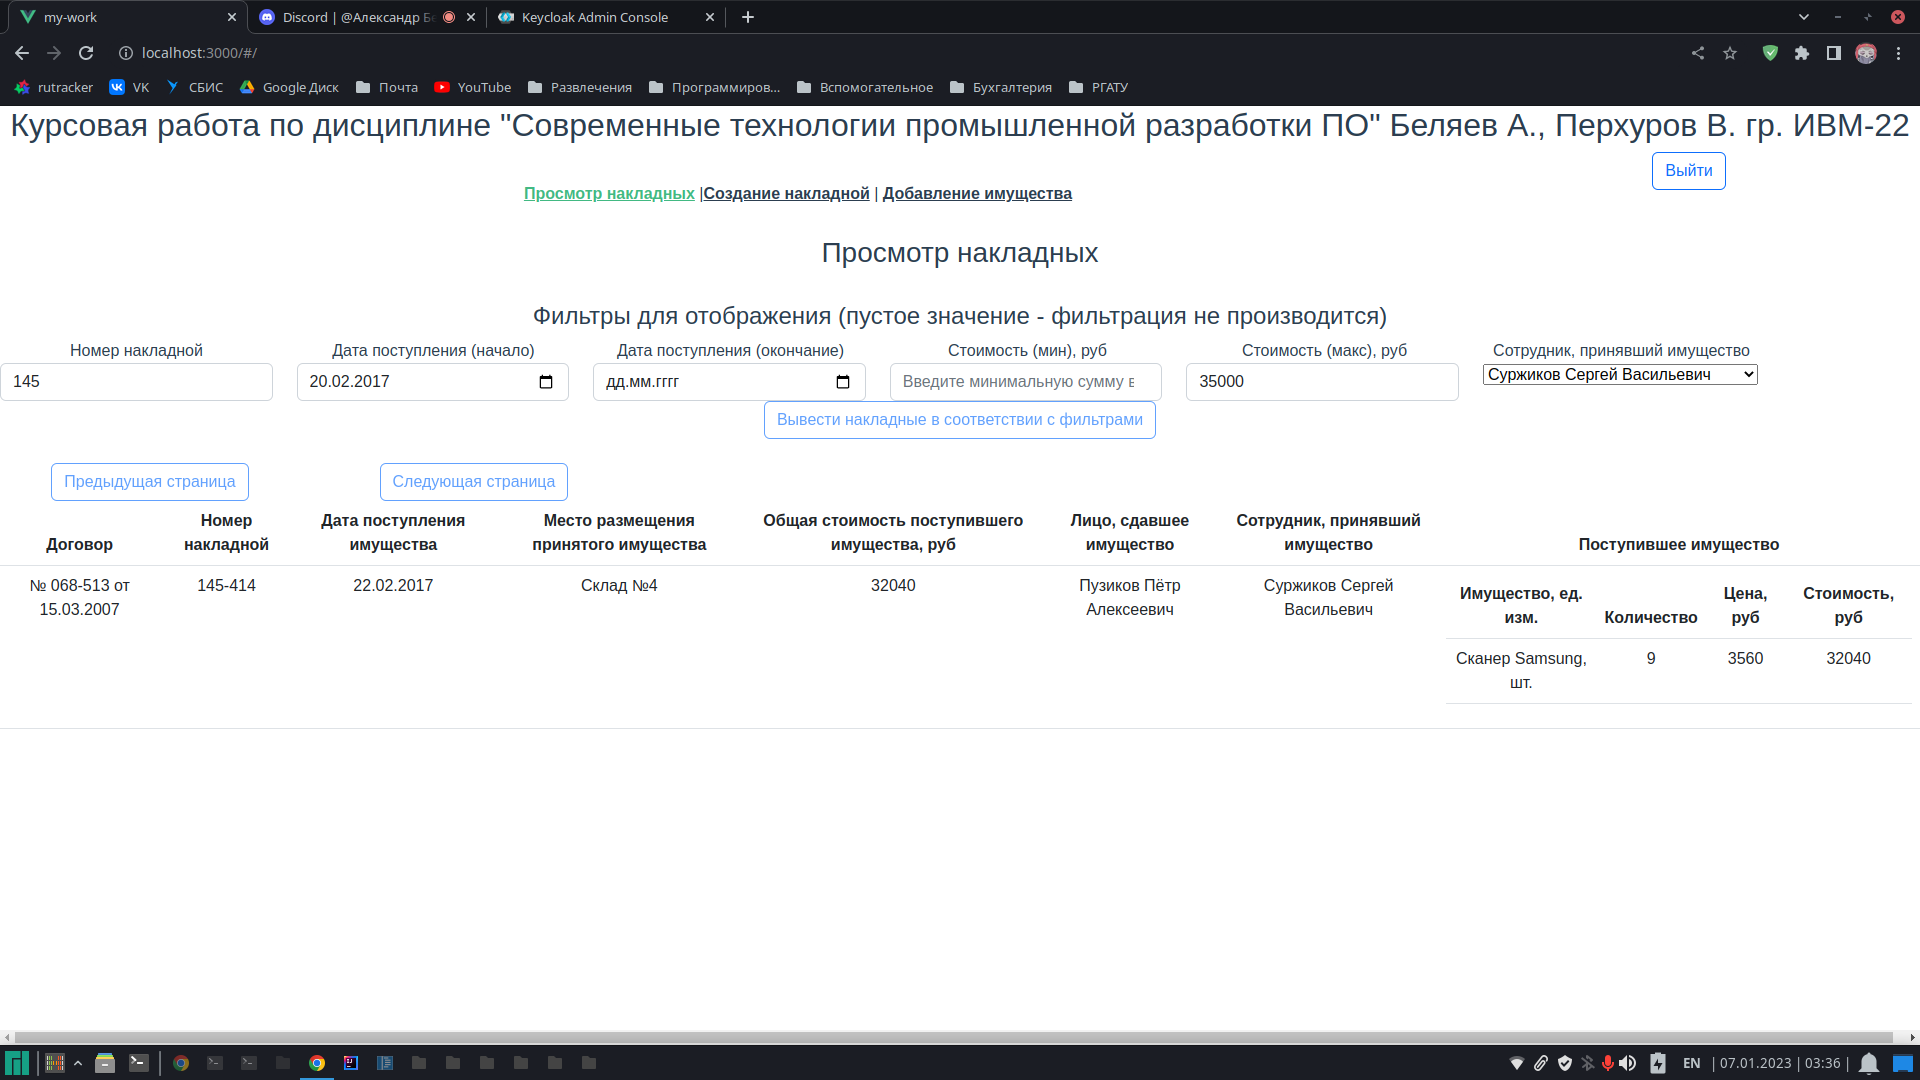 my-work
Discord | @Александр Бе
Keycloak Admin Console
localhost:3000/#/
rutracker
VK
СБИС
Google Диск
Почта
YouTube
Развлечения
Программиров...
Вспомогательное
Бухгалтерия
РГАТУ
Курсовая работа по дисциплине "Современные технологии промышленной разработки ПО" Беляев А., Перхуров В. гр. ИВМ-22
Выйти
Просмотр накладных |Создание накладной | Добавление имущества
Просмотр накладных
Фильтры для отображения (пустое значение - фильтрация не производится)
Номер накладной
Дата поступления (начало)
Дата поступления (окончание)
Стоимость (мин), руб
Стоимость (макс), руб
Сотрудник, принявший имущество
145
20.02.2017
дд.мм.гггг
Введите минимальную сумму в
35000
Суржиков Сергей Васильевич
Вывести накладные в соответствии с фильтрами
Предыдущая страница
Следующая страница
Договор
Номер
накладной
Дата поступления
имущества
Место размещения
принятого имущества
Общая стоимость поступившего
имущества, руб
Лицо, сдавшее
имущество
Сотрудник, принявший
имущество
Поступившее имущество
№ 068-513 от
15.03.2007
145-414
22.02.2017
Склад №4
32040
Пузиков Пётр
Алексеевич
Суржиков Сергей
Васильевич
Имущество, ед.
изм.
Количество
Цена,
руб
Стоимость,
руб
Сканер Samsung,
шт.
9
3560
32040
EN | 07.01.2023 | 03:36 |